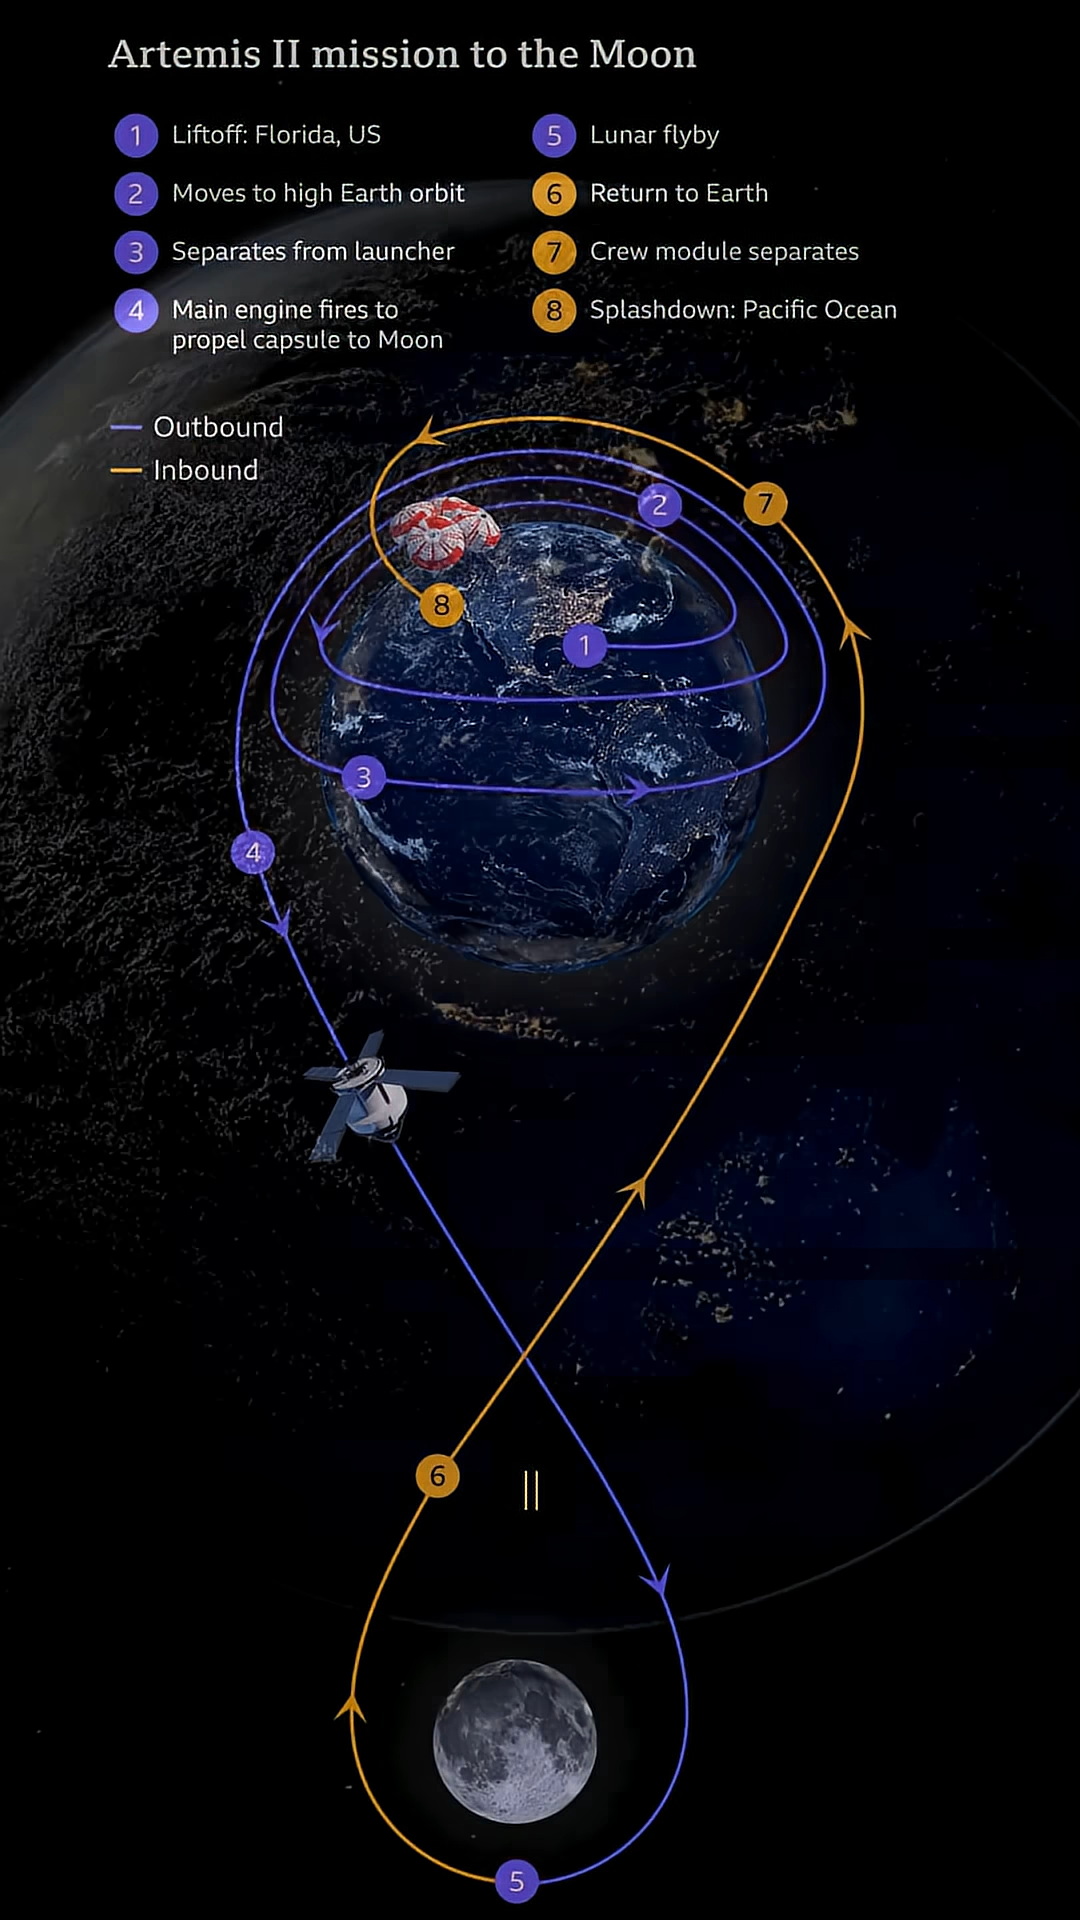 Artemis II mission to the Moon
1 Liftoff: Florida, US
2 Moves to high Earth orbit
3 Separates from launcher
4 Main engine fires to
propel capsule to Moon
5 Lunar flyby
6 Return to Earth
7 Crew module separates
8 Splashdown: Pacific Ocean
Outbound
Inbound
2
7
8
1
3
4
6
5